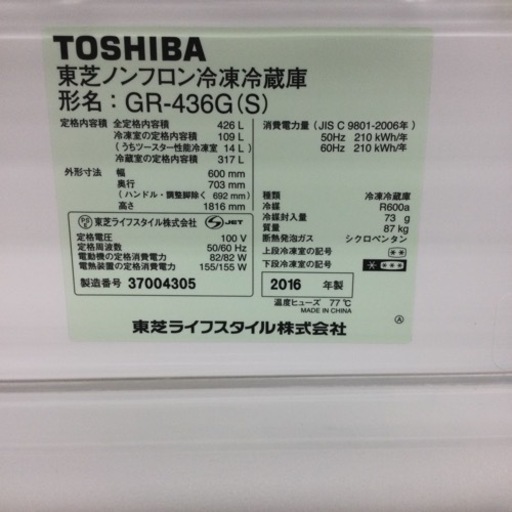 TOSHIBA
東芝ノンフロン冷凍冷蔵庫
形名：GR-436G(S)
定格内容積 全定格内容積 426 L
冷凍室の定格内容積 109 L
（うちツースター性能冷凍室 14 L）
冷蔵室の定格内容積 317 L
外形寸法 幅 600 mm
奥行 703 mm
（ハンドル・調整脚除く 692 mm）
高さ 1816 mm
PSE 東芝ライフスタイル株式会社 S JET
定格電圧 100 V
定格周波数 50/60 Hz
電動機の定格消費電力 82/82 W
電熱装置の定格消費電力 155/155 W
製造番号 37004305
消費電力量（JIS C 9801-2006年）
50Hz 210 kWh/年
60Hz 210 kWh/年
種類 冷凍冷蔵庫
冷媒 R600a
冷媒封入量 73 g
質量 87 kg
断熱発泡ガス シクロペンタン
上段冷凍室の記号 **
下段冷凍室の記号 * ***
2016 年製
温度ヒューズ 77℃
MADE IN CHINA
東芝ライフスタイル株式会社
Ⓐ